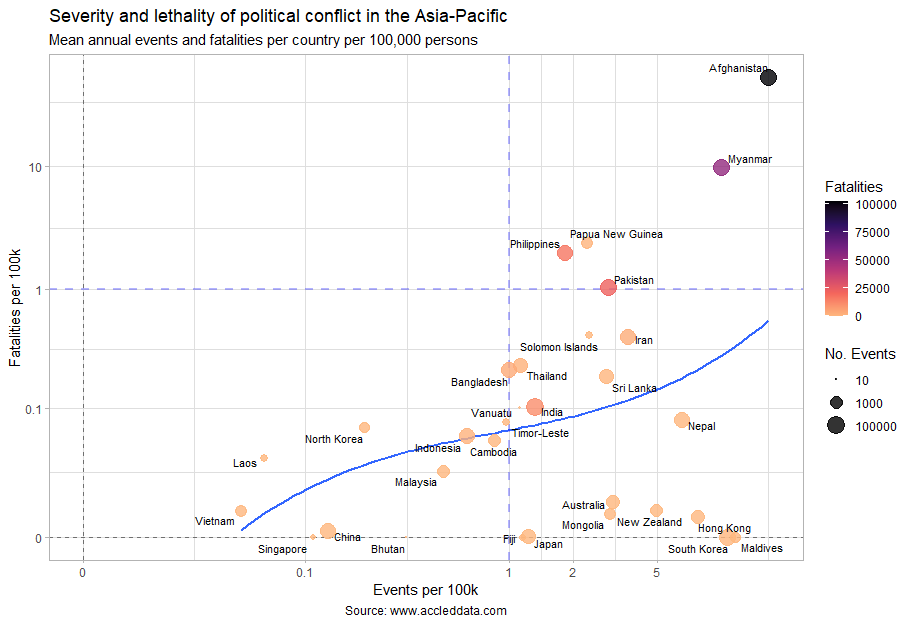 Severity and lethality of political conflict in the Asia-Pacific
Mean annual events and fatalities per country per 100,000 persons
Afghanistan
Myanmar
10
Papua New Guinea
Philippines
Pakistan
1
Solomon Islands
Iran
Bangladesh
Thailand
Sri Lanka
0.1
Vanuatu
India
Nepal
North Korea
Timor-Leste
Indonesia
Cambodia
Laos
Malaysia
Australia
Vietnam
Mongolia
New Zealand
Hong Kong
0
China
Fiji
Japan
Singapore
Bhutan
South Korea
Maldives
0
0.1
1
2
5
Fatalities per 100k
Events per 100k
Source: www.accleddata.com
Fatalities
100000
75000
50000
25000
0
No. Events
10
1000
100000